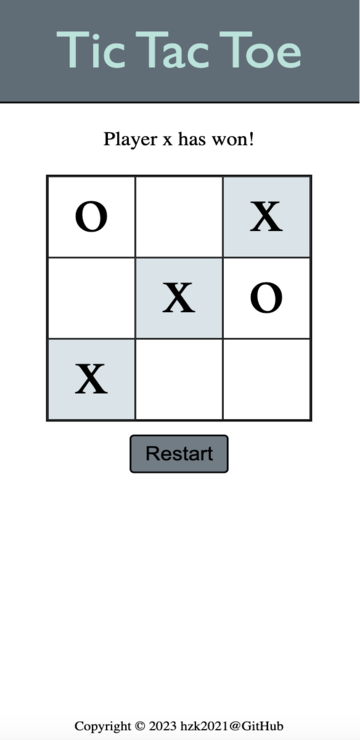 Tic Tac Toe
Player x has won!
O X
X O
X
Restart
Copyright © 2023 hzk2021@GitHub